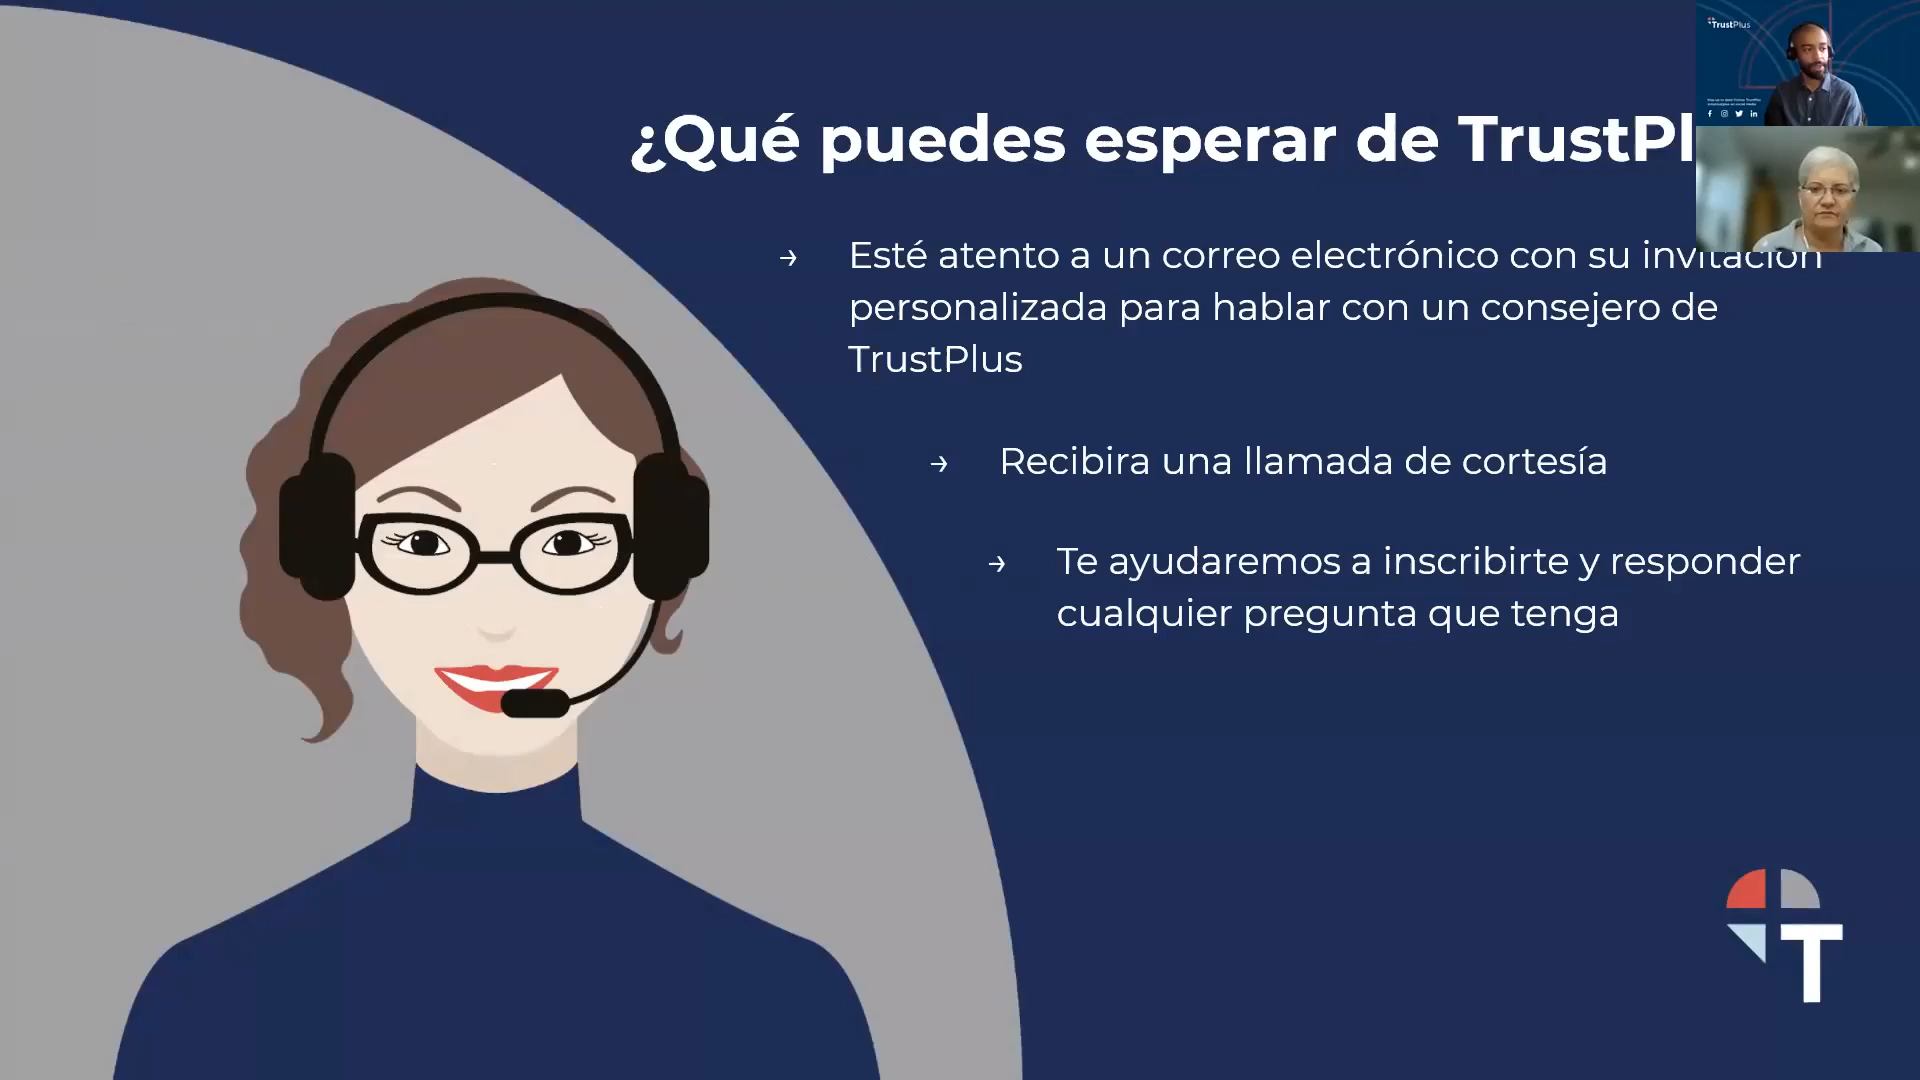 ¿Qué puedes esperar de TrustPl
→ Esté atento a un correo electrónico con su invitación
personalizada para hablar con un consejero de
TrustPlus
→ Recibira una llamada de cortesía
→ Te ayudaremos a inscribirte y responder
cualquier pregunta que tenga
TrustPlus
T